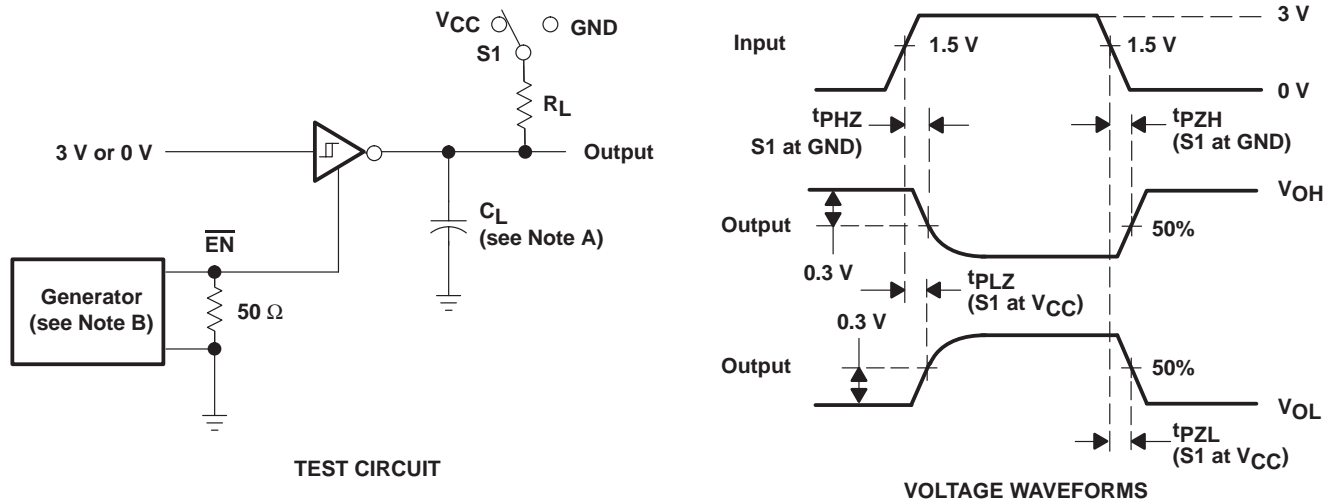 VCC
GND
S1
RL
3 V or 0 V
Output
CL
(see Note A)
EN
Generator
(see Note B)
50 Ω
TEST CIRCUIT
3 V
Input
1.5 V
1.5 V
0 V
tPHZ
S1 at GND)
tPZH
(S1 at GND)
VOH
Output
50%
0.3 V
tPLZ
(S1 at VCC)
0.3 V
Output
50%
VOL
tPZL
(S1 at VCC)
VOLTAGE WAVEFORMS